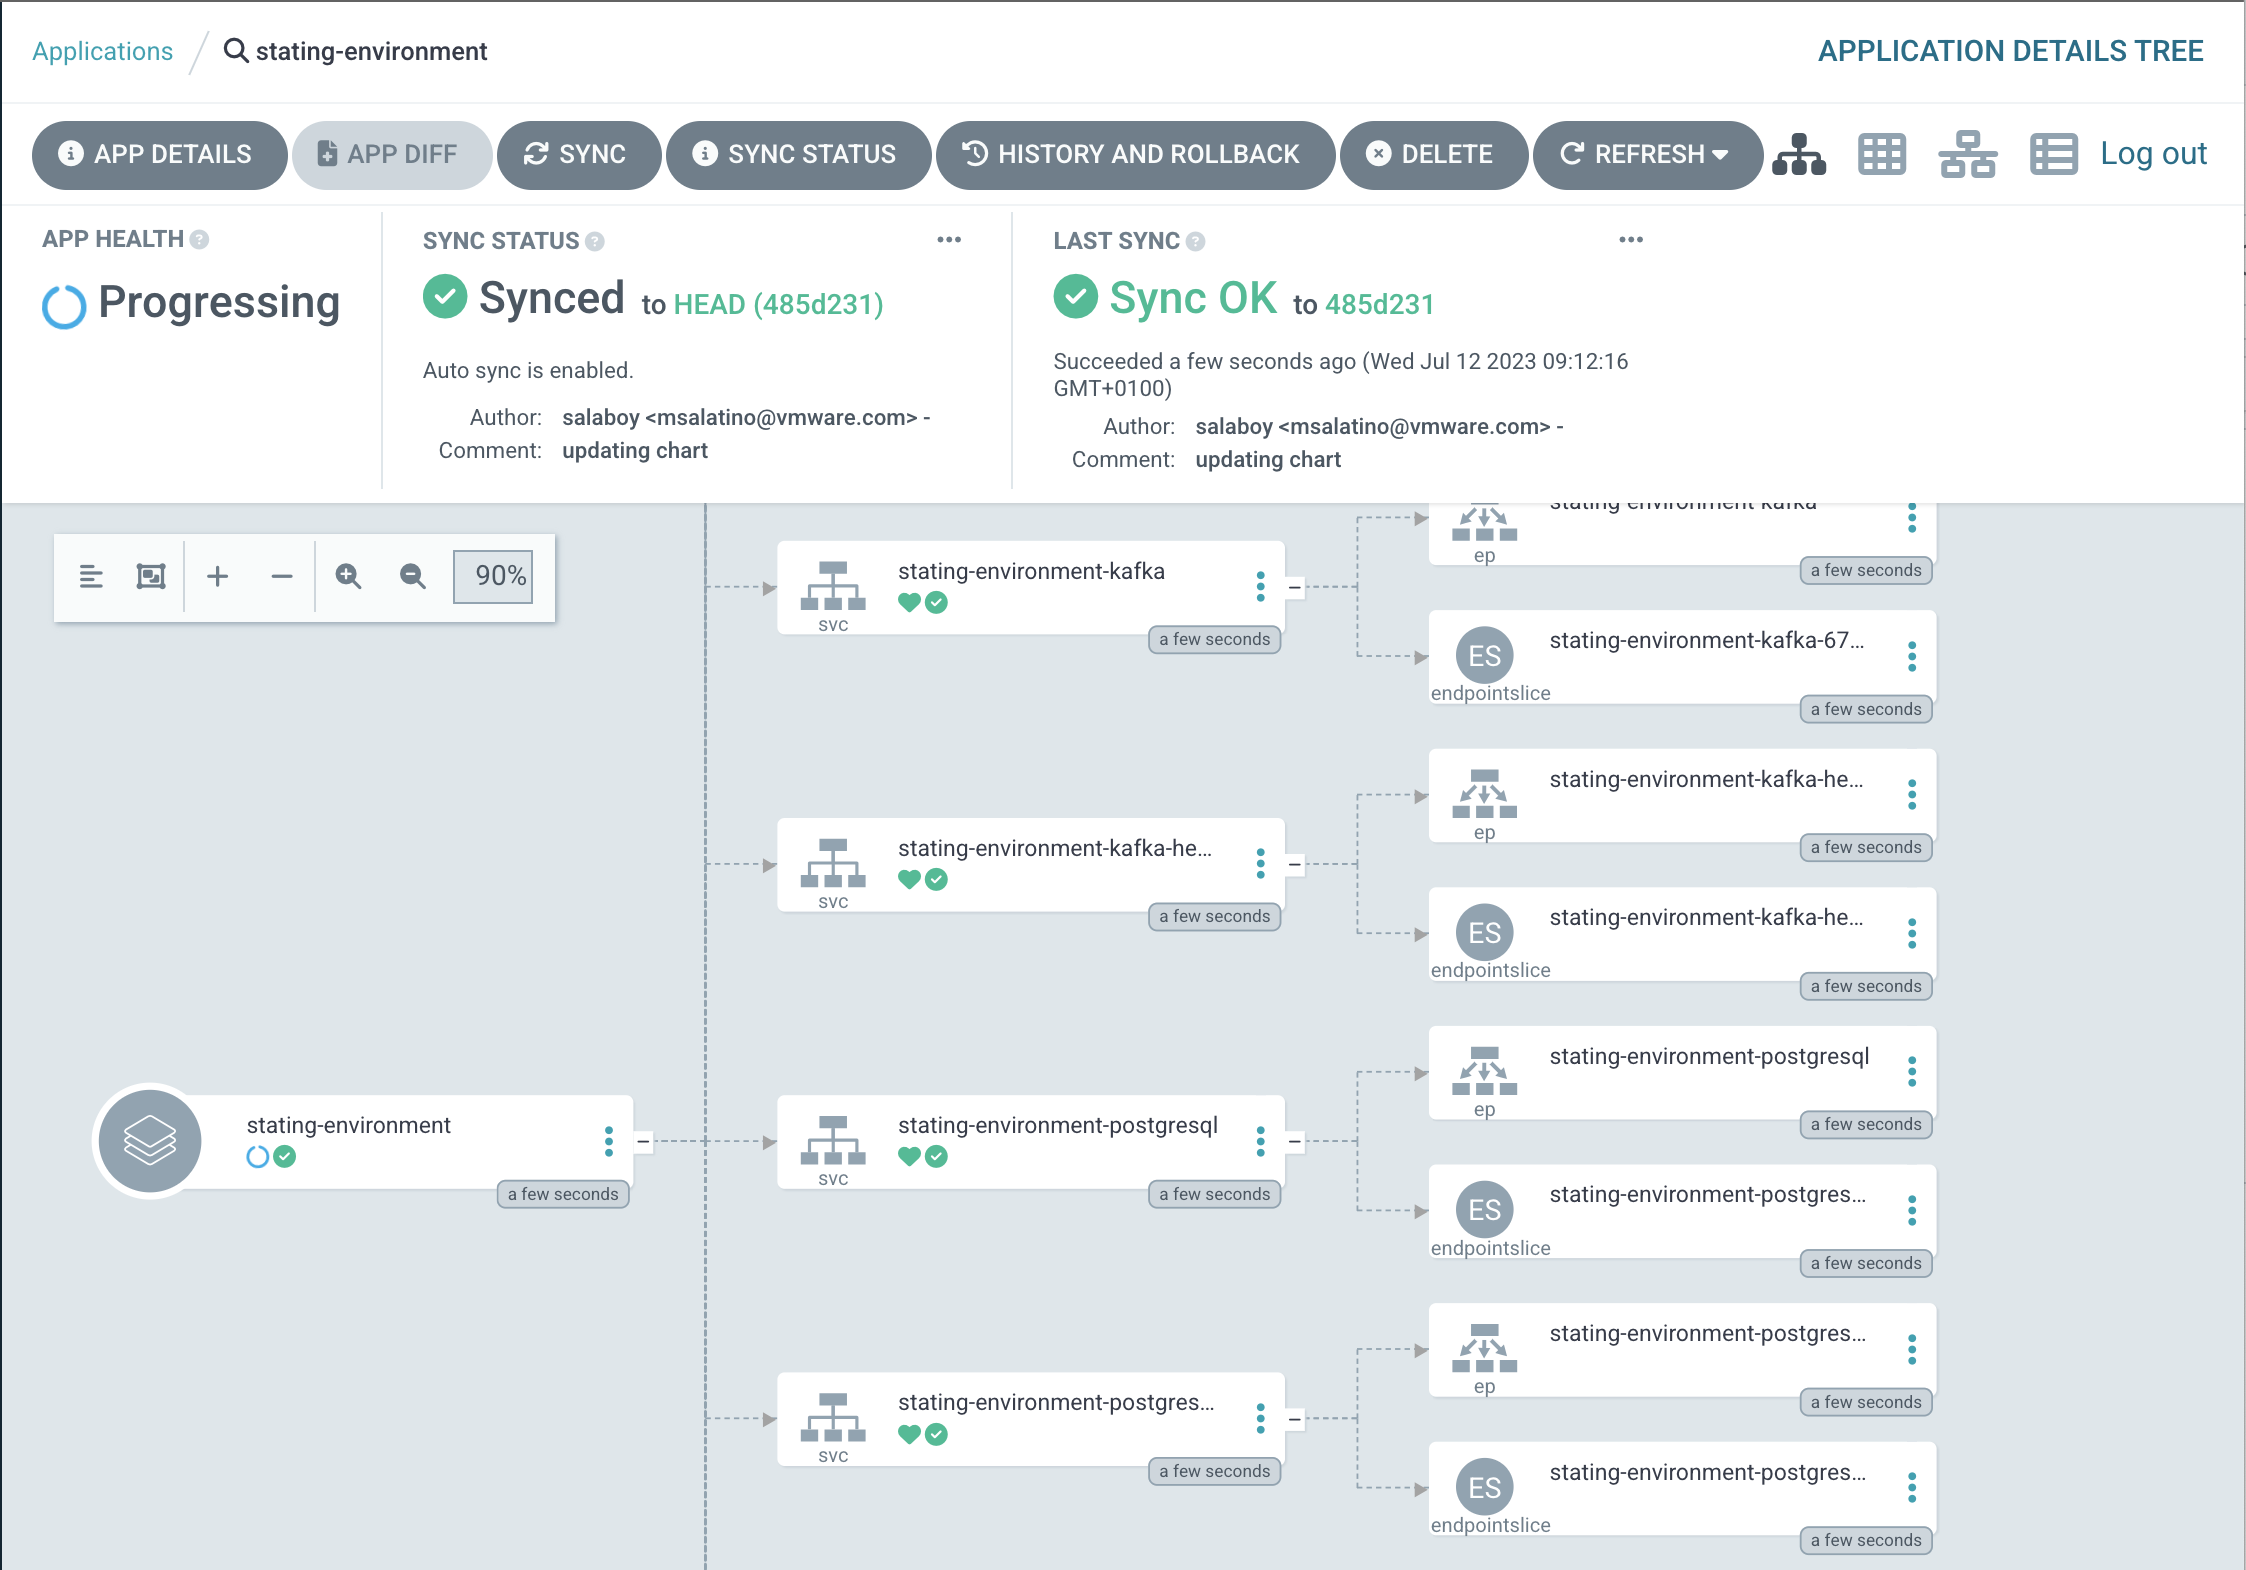 Applications / stating-environment
APPLICATION DETAILS TREE
APP DETAILS
APP DIFF
SYNC
SYNC STATUS
HISTORY AND ROLLBACK
DELETE
REFRESH
Log out
APP HEALTH
Progressing
SYNC STATUS
Synced to HEAD (485d231)
Auto sync is enabled.
Author: salaboy <msalatino@vmware.com> -
Comment: updating chart
LAST SYNC
Sync OK to 485d231
Succeeded a few seconds ago (Wed Jul 12 2023 09:12:16
GMT+0100)
Author: salaboy <msalatino@vmware.com> -
Comment: updating chart
90%
stating-environment
a few seconds
stating-environment-kafka
svc
a few seconds
stating-environment-kafka-he...
svc
a few seconds
stating-environment-postgresql
svc
a few seconds
stating-environment-postgres...
svc
a few seconds
stating-environment-kafka
ep
a few seconds
ES
stating-environment-kafka-67...
endpointslice
a few seconds
stating-environment-kafka-he...
ep
a few seconds
ES
stating-environment-kafka-he...
endpointslice
a few seconds
stating-environment-postgresql
ep
a few seconds
ES
stating-environment-postgres...
endpointslice
a few seconds
stating-environment-postgres...
ep
a few seconds
ES
stating-environment-postgres...
endpointslice
a few seconds